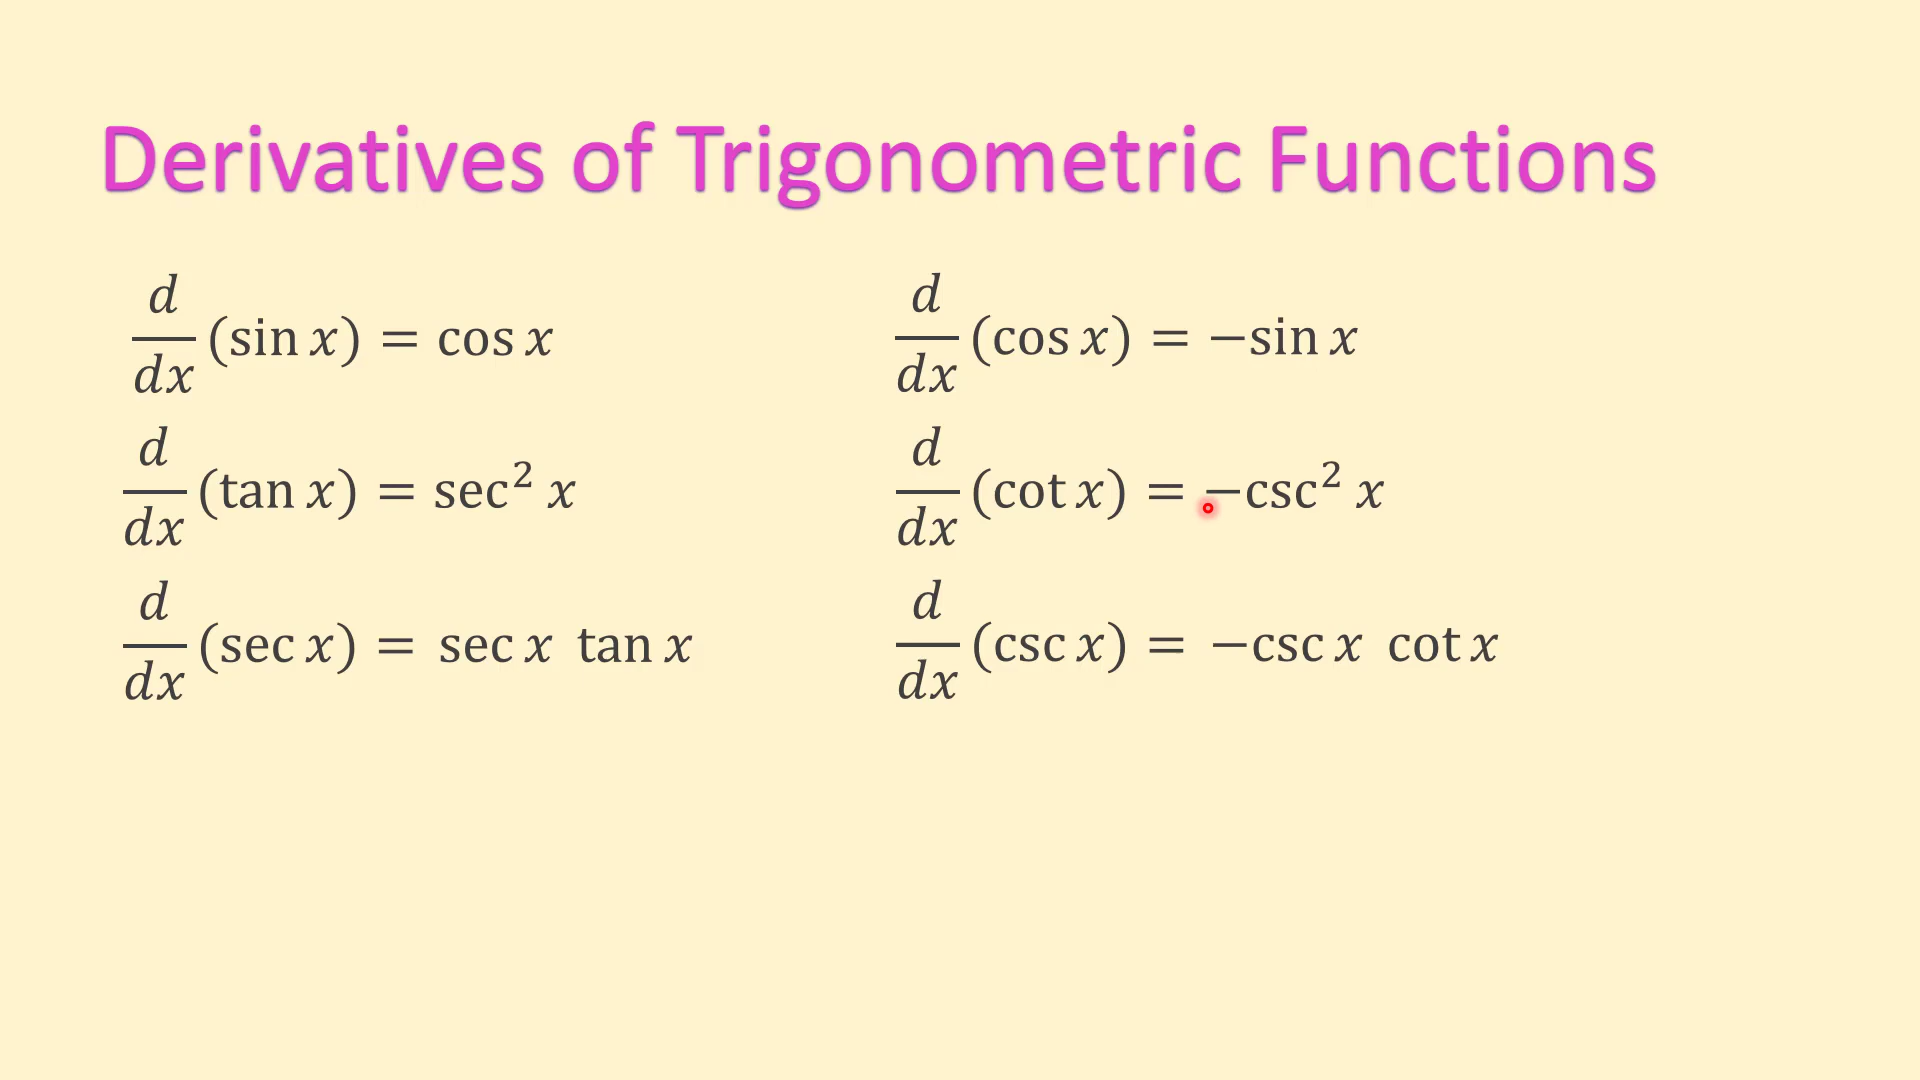 Derivatives of Trigonometric Functions
d/dx (sin x) = cos x
d/dx (cos x) = −sin x
d/dx (tan x) = sec² x
d/dx (cot x) = −csc² x
d/dx (sec x) = sec x tan x
d/dx (csc x) = −csc x cot x